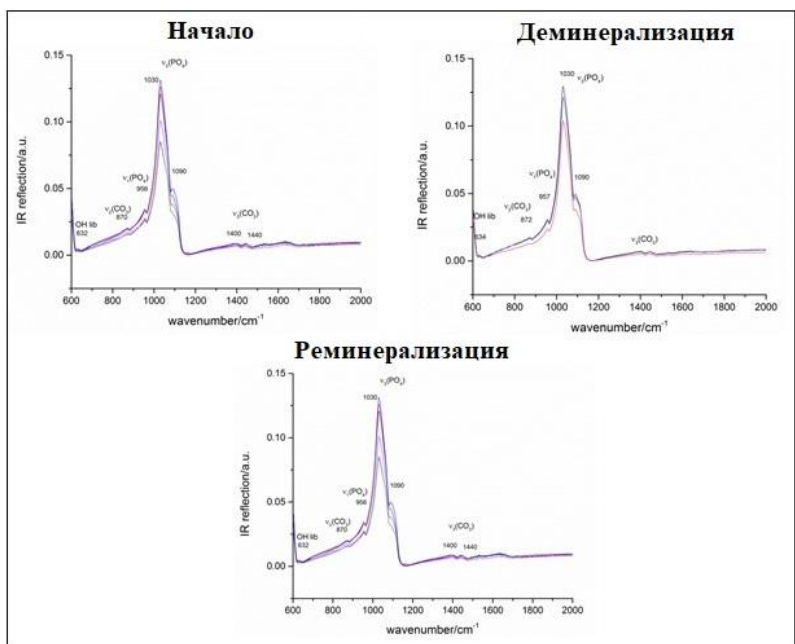 Начало
0.15
ν₃(PO₄)
1030
0.10
IR reflection/a.u.
ν₁(PO₄)
1090
0.05
956
ν₂(CO₃)
870
OH lib
632
ν₃(CO₃)
1400 1440
0.00
600 800 1000 1200 1400 1600 1800 2000
wavenumber/cm⁻¹
Деминерализация
0.15
1030 ν₃(PO₄)
0.10
IR reflection/a.u.
ν₁(PO₄)
1090
0.05
957
ν₂(CO₃)
872
OH lib
634
ν₃(CO₃)
0.00
600 800 1000 1200 1400 1600 1800 2000
wavenumber/cm⁻¹
Реминерализация
0.15
ν₃(PO₄)
1030
0.10
IR reflection/a.u.
ν₁(PO₄)
1090
0.05
956
ν₂(CO₃)
870
OH lib
632
ν₃(CO₃)
1400 1440
0.00
600 800 1000 1200 1400 1600 1800 2000
wavenumber/cm⁻¹